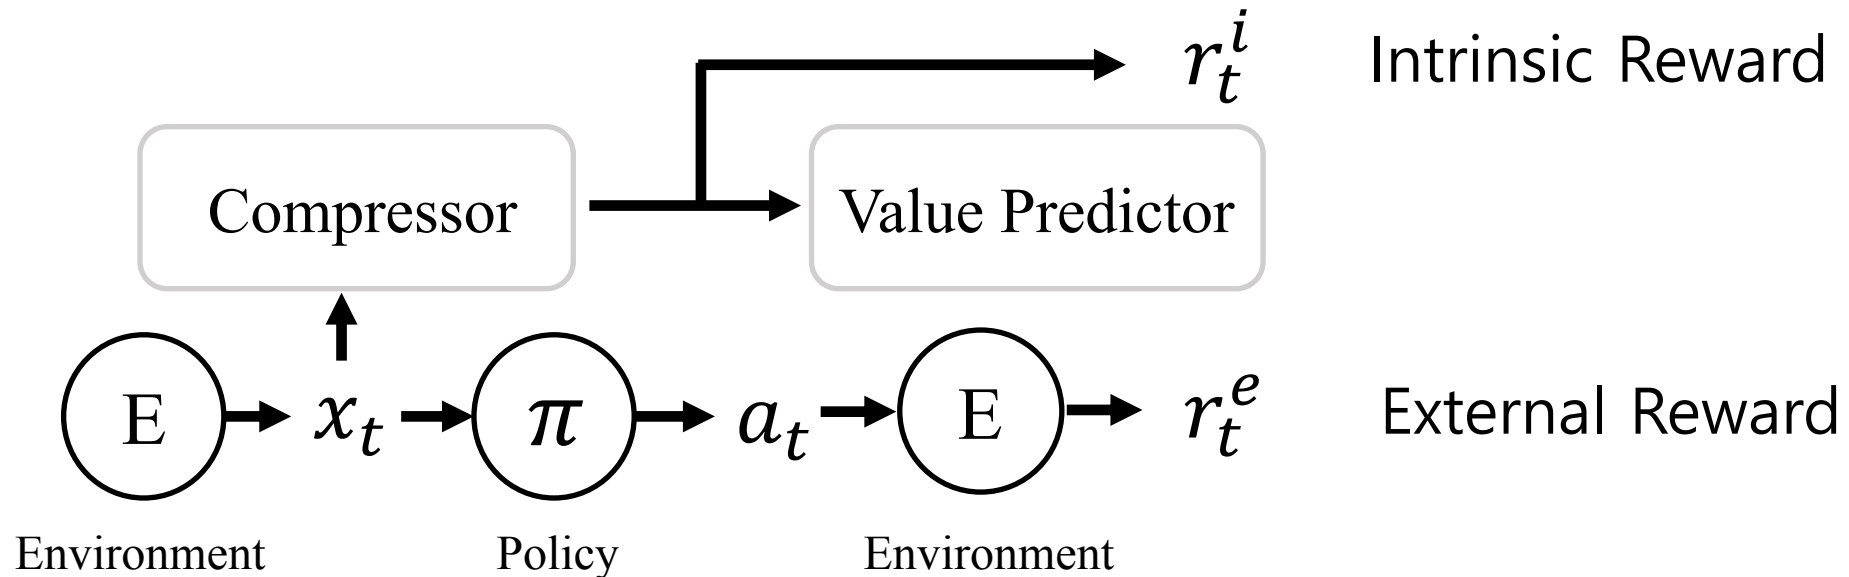 r_t^i Intrinsic Reward
Compressor Value Predictor
E x_t π a_t E r_t^e External Reward
Environment Policy Environment